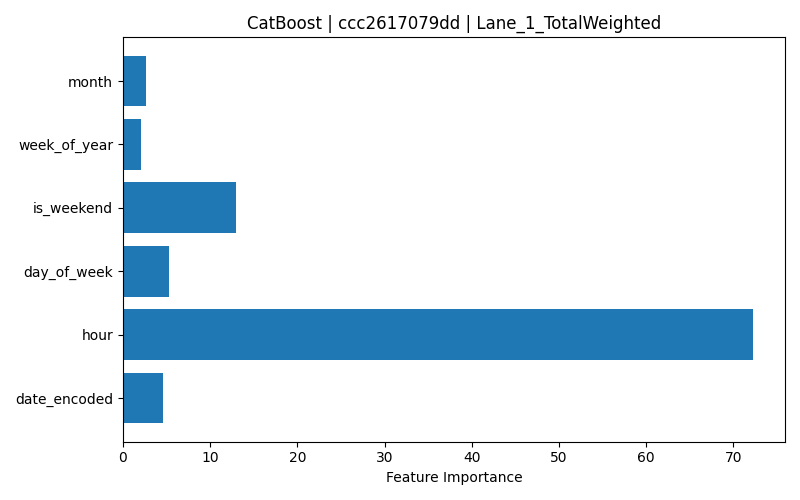 CatBoost | ccc2617079dd | Lane_1_TotalWeighted
month
week_of_year
is_weekend
day_of_week
hour
date_encoded
0 10 20 30 40 50 60 70
Feature Importance